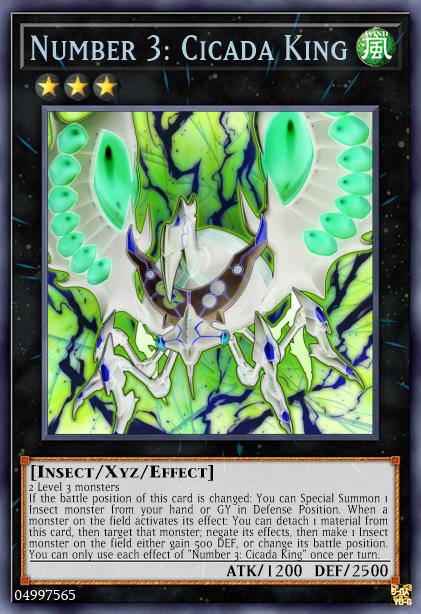 NUMBER 3: CICADA KING
WIND
風
[INSECT/XYZ/EFFECT]
2 Level 3 monsters
If the battle position of this card is changed: You can Special Summon 1
Insect monster from your hand or GY in Defense Position. When a
monster on the field activates its effect: You can detach 1 material from
this card, then target that monster; negate its effects, then make 1 Insect
monster on the field either gain 500 DEF, or change its battle position.
You can only use each effect of "Number 3: Cicada King" once per turn.
ATK/1200 DEF/2500
04997565